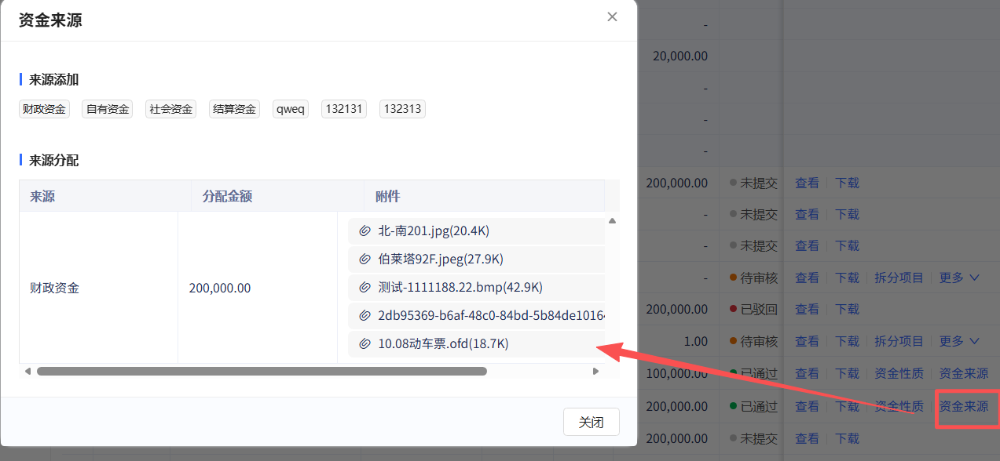 资金来源
来源添加
财政资金 自有资金 社会资金 结算资金 qweq 132131 132313
来源分配
来源 分配金额 附件
北-南201.jpg(20.4K)
伯莱塔92F.jpeg(27.9K)
财政资金 200,000.00 测试-1111188.22.bmp(42.9K)
2db95369-b6af-48c0-84bd-5b84de10164
10.08动车票.ofd(18.7K)
关闭
-
20,000.00
-
-
-
200,000.00 未提交 查看 下载
- 未提交 查看 下载
- 未提交 查看 下载
- 待审核 查看 下载 拆分项目 更多
200,000.00 已驳回 查看 下载
1.00 待审核 查看 下载 拆分项目 更多
100,000.00 已通过 查看 下载 资金性质 资金来源
200,000.00 已通过 查看 下载 资金性质 资金来源
200,000.00 未提交 查看 下载